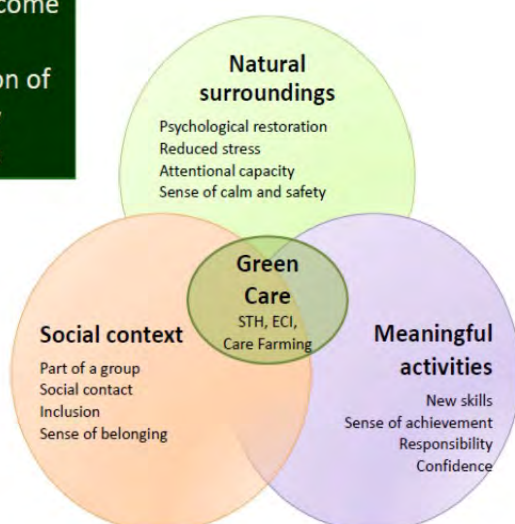 come
on of
Natural
surroundings
Psychological restoration
Reduced stress
Attentional capacity
Sense of calm and safety
Green
Care
STH, ECI,
Care Farming
Social context
Part of a group
Social contact
Inclusion
Sense of belonging
Meaningful
activities
New skills
Sense of achievement
Responsibility
Confidence